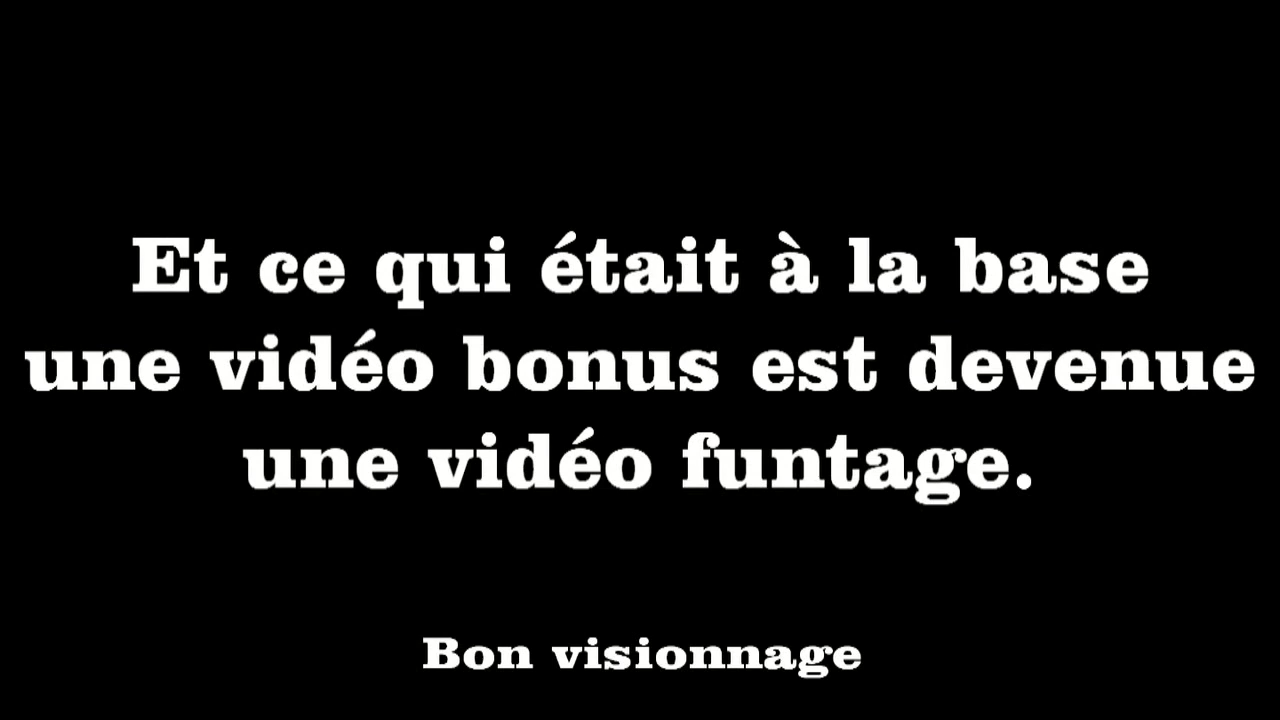 Et ce qui était à la base
une vidéo bonus est devenue
une vidéo funtage.
Bon visionnage